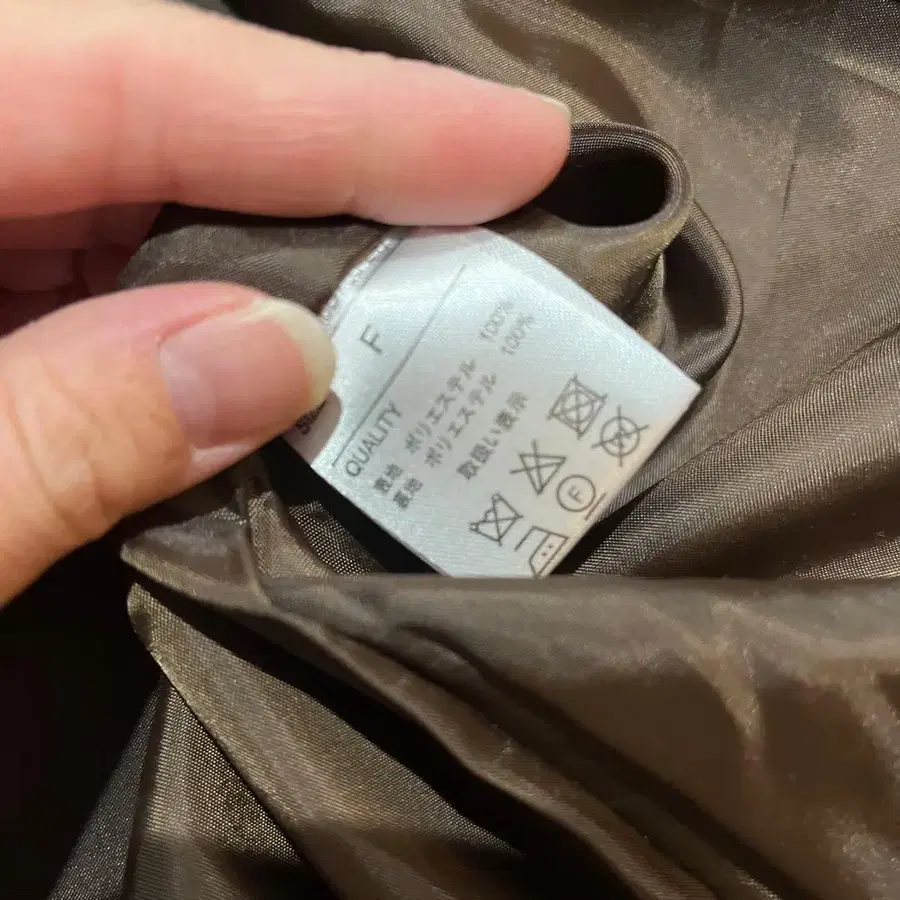 F
QUALITY
表地 ポリエステル 100%
裏地 ポリエステル 100%
取扱い表示
F